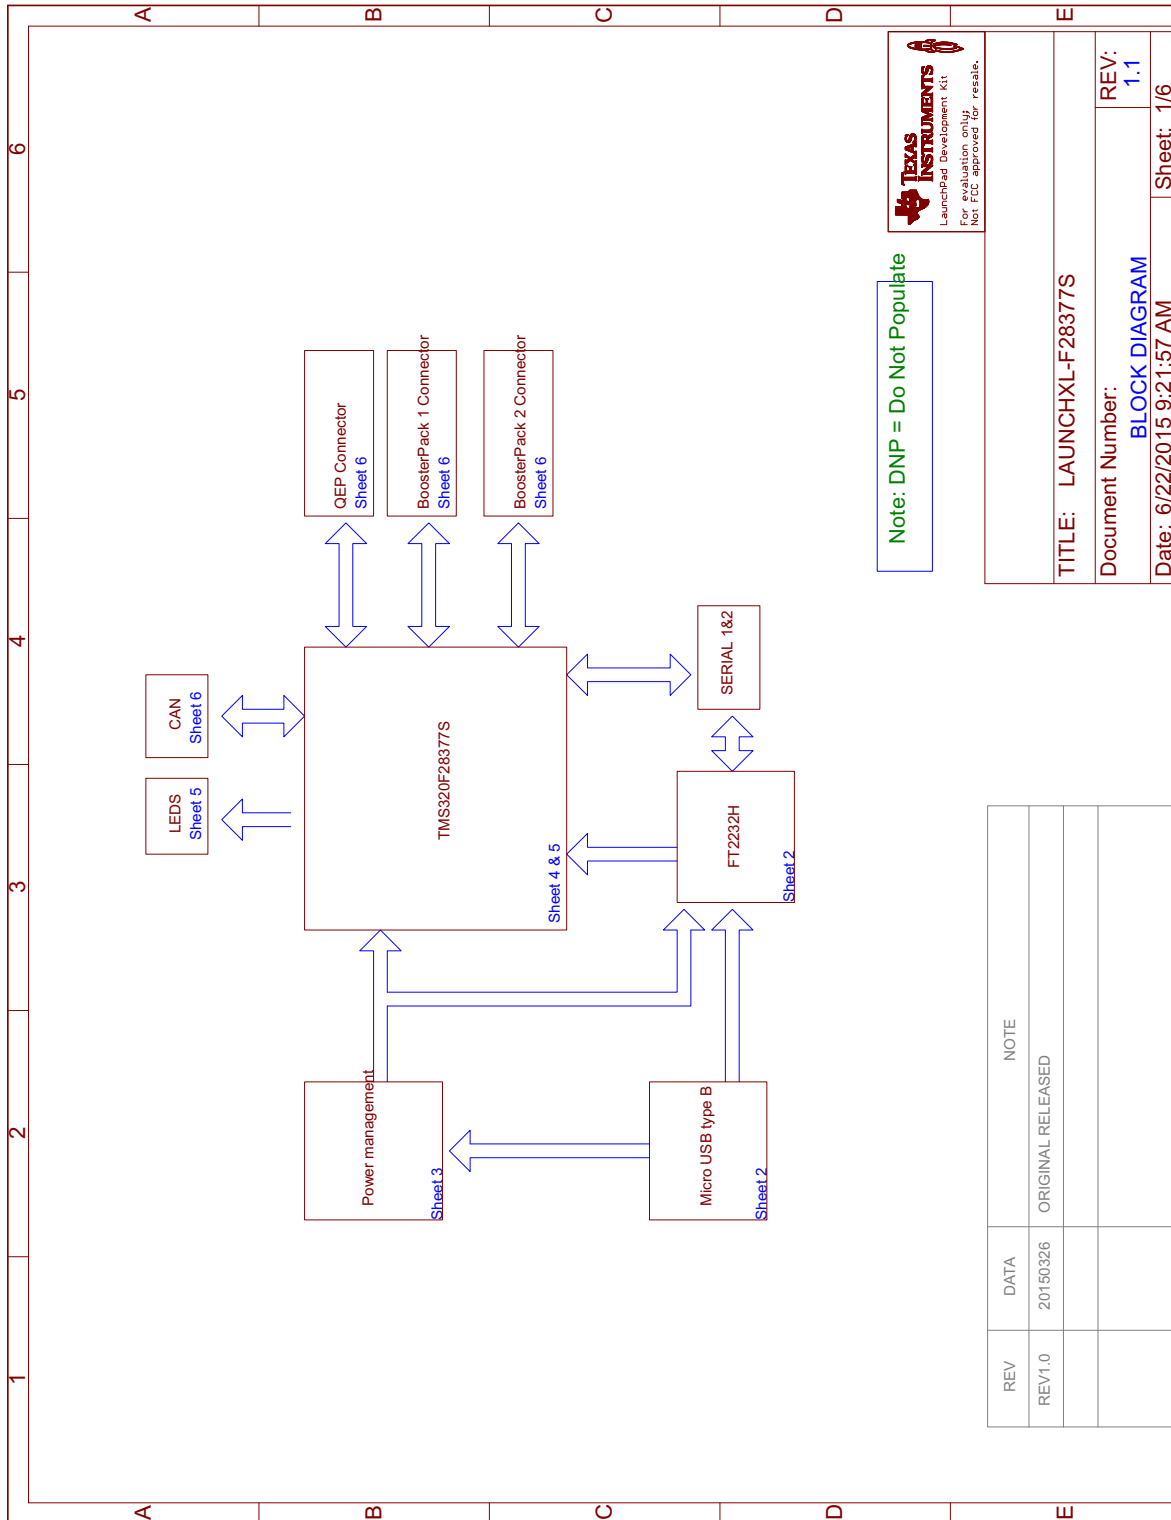 1
2
3
4
5
6
A
A
B
B
C
C
D
D
E
E
LEDS
Sheet 5
CAN
Sheet 6
Power management
Sheet 3
TMS320F28377S
Sheet 4 & 5
QEP Connector
Sheet 6
BoosterPack 1 Connector
Sheet 6
BoosterPack 2 Connector
Sheet 6
Micro USB type B
Sheet 2
FT2232H
Sheet 2
SERIAL 1&2
Note: DNP = Do Not Populate
TEXAS
INSTRUMENTS
LaunchPad Development Kit
For evaluation only;
Not FCC approved for resale.
REV DATA NOTE
REV1.0 20150326 ORIGINAL RELEASED
TITLE: LAUNCHXL-F28377S
Document Number:
BLOCK DIAGRAM
REV:
1.1
Date: 6/22/2015 9:21:57 AM
Sheet: 1/6